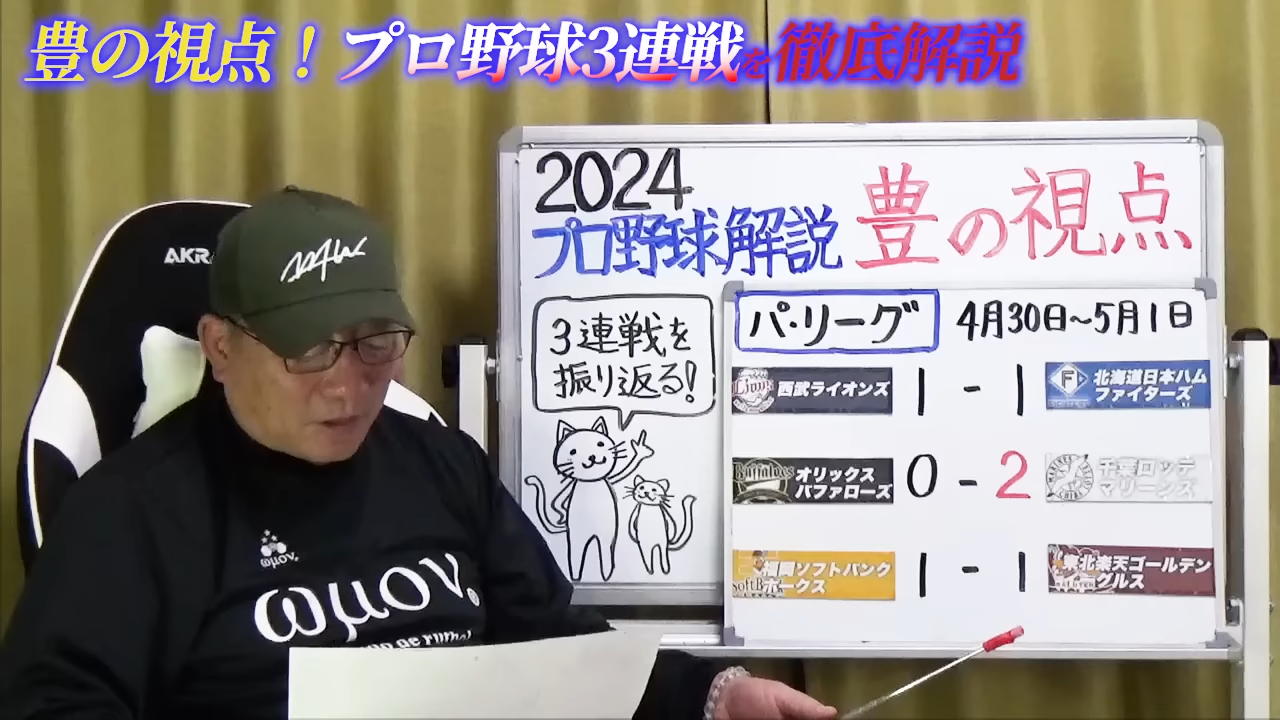 豊の視点！プロ野球3連戦を徹底解説
2024
プロ野球解説 豊の視点
3連戦を
振り返る!
パ・リーグ 4月30日～5月1日
西武ライオンズ 1 - 1 北海道日本ハム
ファイターズ
オリックス
バファローズ 0 - 2 千葉ロッテ
マリーンズ
福岡ソフトバンク
ホークス 1 - 1 東北楽天ゴールデン
イーグルス
AKR
ωμον.
ωμον.